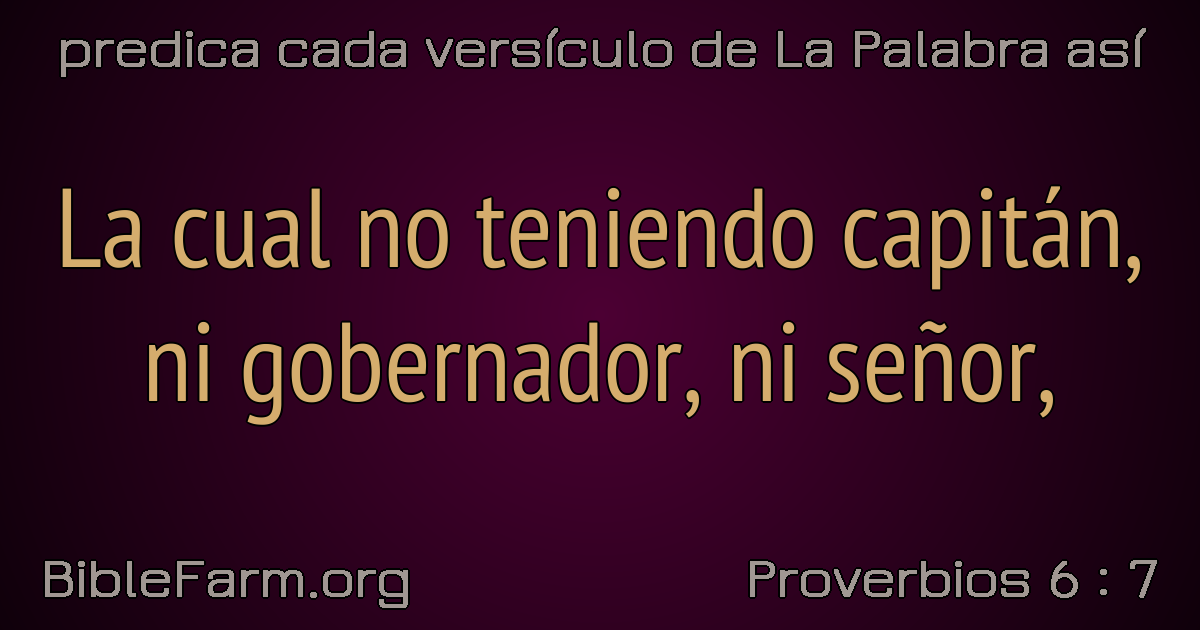 predica cada versículo de La Palabra así
La cual no teniendo capitán,
ni gobernador, ni señor,
BibleFarm.org
Proverbios 6 : 7